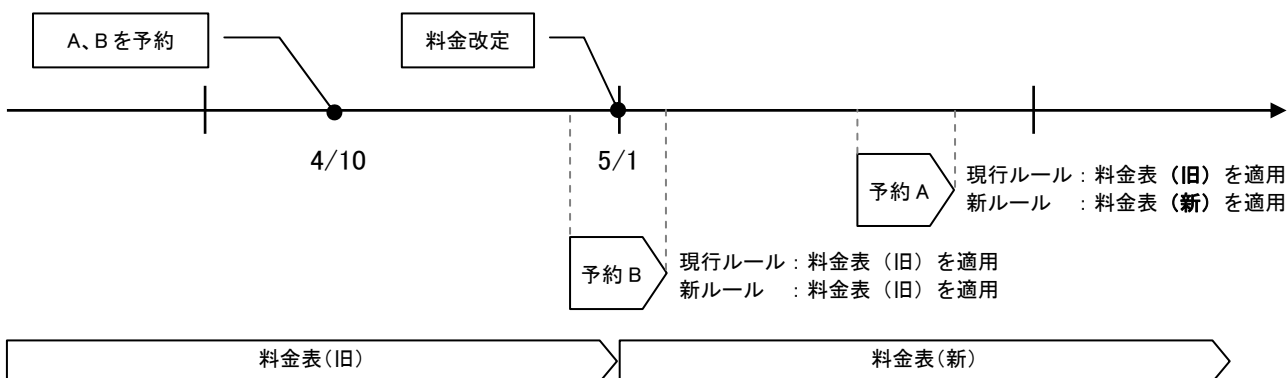 A、Bを予約
料金改定
4/10
5/1
予約 A
現行ルール：料金表（旧）を適用
新ルール　：料金表（新）を適用
予約 B
現行ルール：料金表（旧）を適用
新ルール　：料金表（旧）を適用
料金表(旧)
料金表(新)